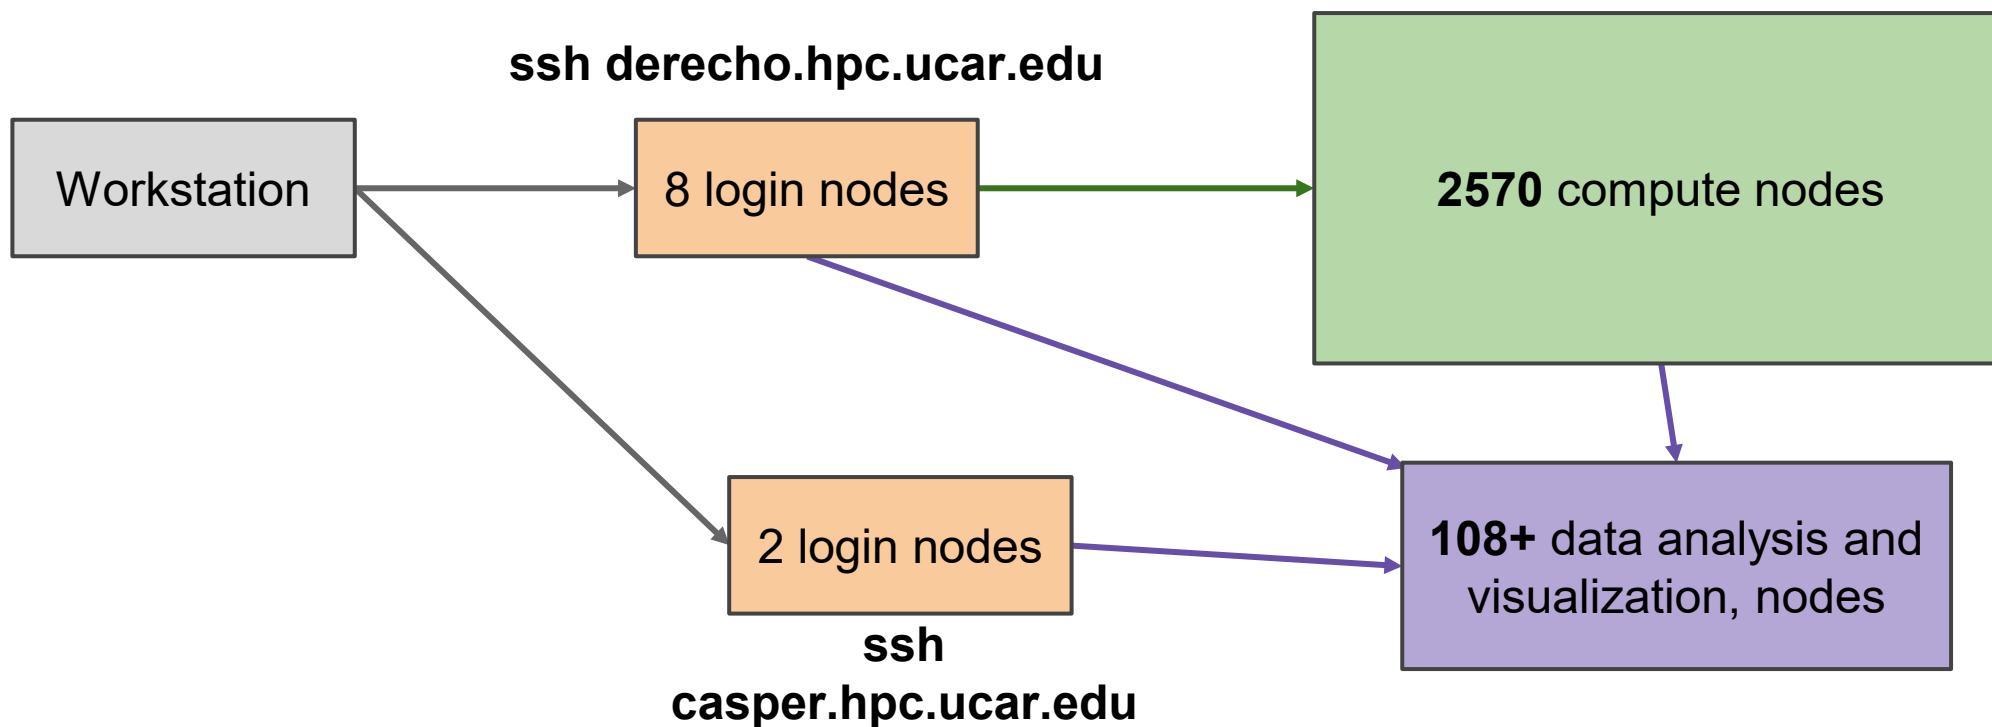 ssh derecho.hpc.ucar.edu
Workstation
8 login nodes
2570 compute nodes
2 login nodes
108+ data analysis and
visualization, nodes
ssh
casper.hpc.ucar.edu